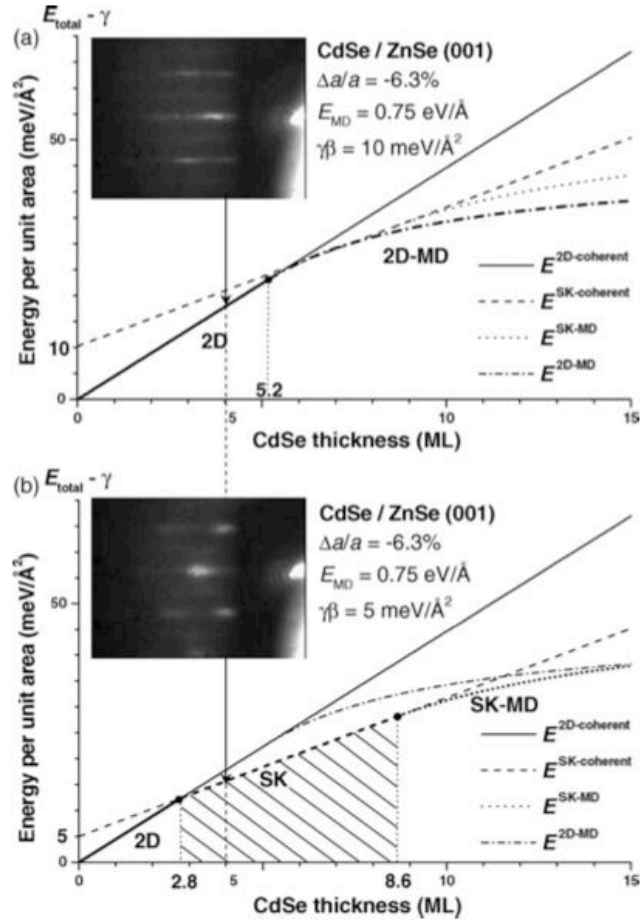 E total - γ
(a)
CdSe / ZnSe (001)
Δa/a = -6.3%
E MD = 0.75 eV/Å
γβ = 10 meV/Å²
Energy per unit area (meV/Å²)
50
10
0
2D
2D-MD
5.2
E 2D-coherent
E SK-coherent
E SK-MD
E 2D-MD
0 5 10 15
CdSe thickness (ML)
E total - γ
(b)
CdSe / ZnSe (001)
Δa/a = -6.3%
E MD = 0.75 eV/Å
γβ = 5 meV/Å²
Energy per unit area (meV/Å²)
50
5
0
2D
SK
SK-MD
E 2D-coherent
E SK-coherent
E SK-MD
E 2D-MD
0 2.8 5 8.6 10 15
CdSe thickness (ML)